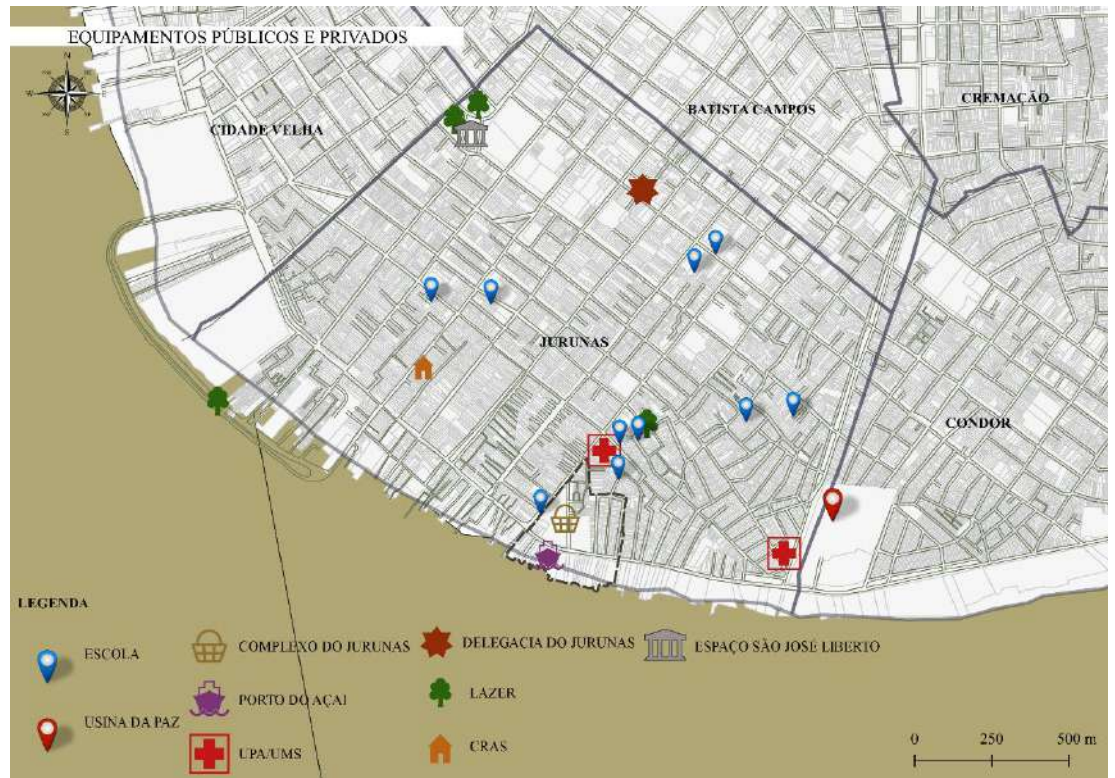 EQUIPAMENTOS PÚBLICOS E PRIVADOS
N
W
S
BATISTA CAMPOS
CREMAÇÃO
CIDADE VELHA
JURUNAS
CONDOR
LEGENDA
ESCOLA
USINA DA PAZ
COMPLEXO DO JURUNAS
PORTO DO AÇAI
UPA/UMS
DELEGACIA DO JURUNAS
LAZER
CRAS
ESPAÇO SÃO JOSÉ LIBERTO
0 250 500 m